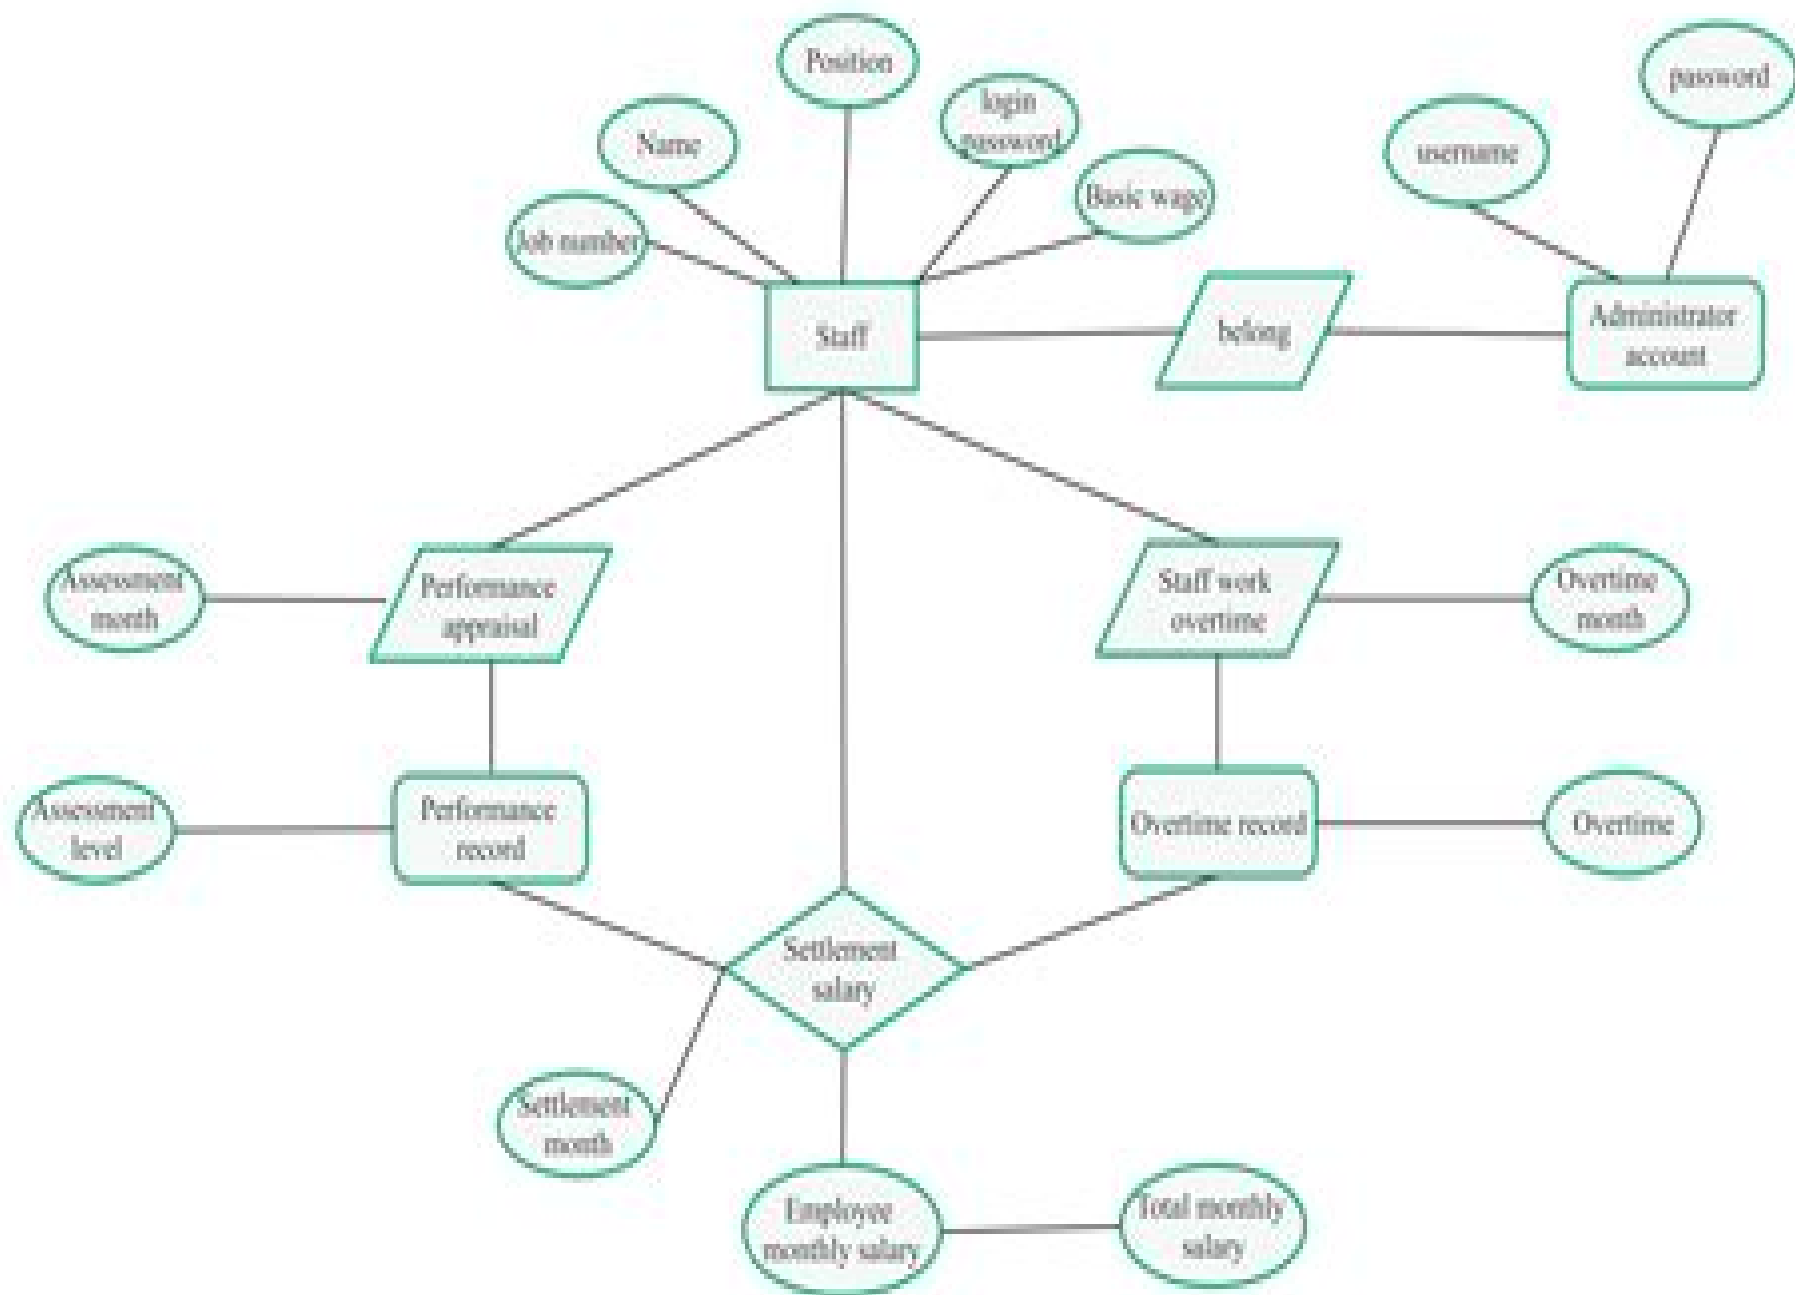 Position
password
login
password
Name
username
Basic wage
Job number
Staff
belong
Administrator
account
Assessment
month
Performance
appraisal
Staff work
overtime
Overtime
month
Assessment
level
Performance
record
Overtime record
Overtime
Settlement
salary
Settlement
month
Employee
monthly salary
Total monthly
salary